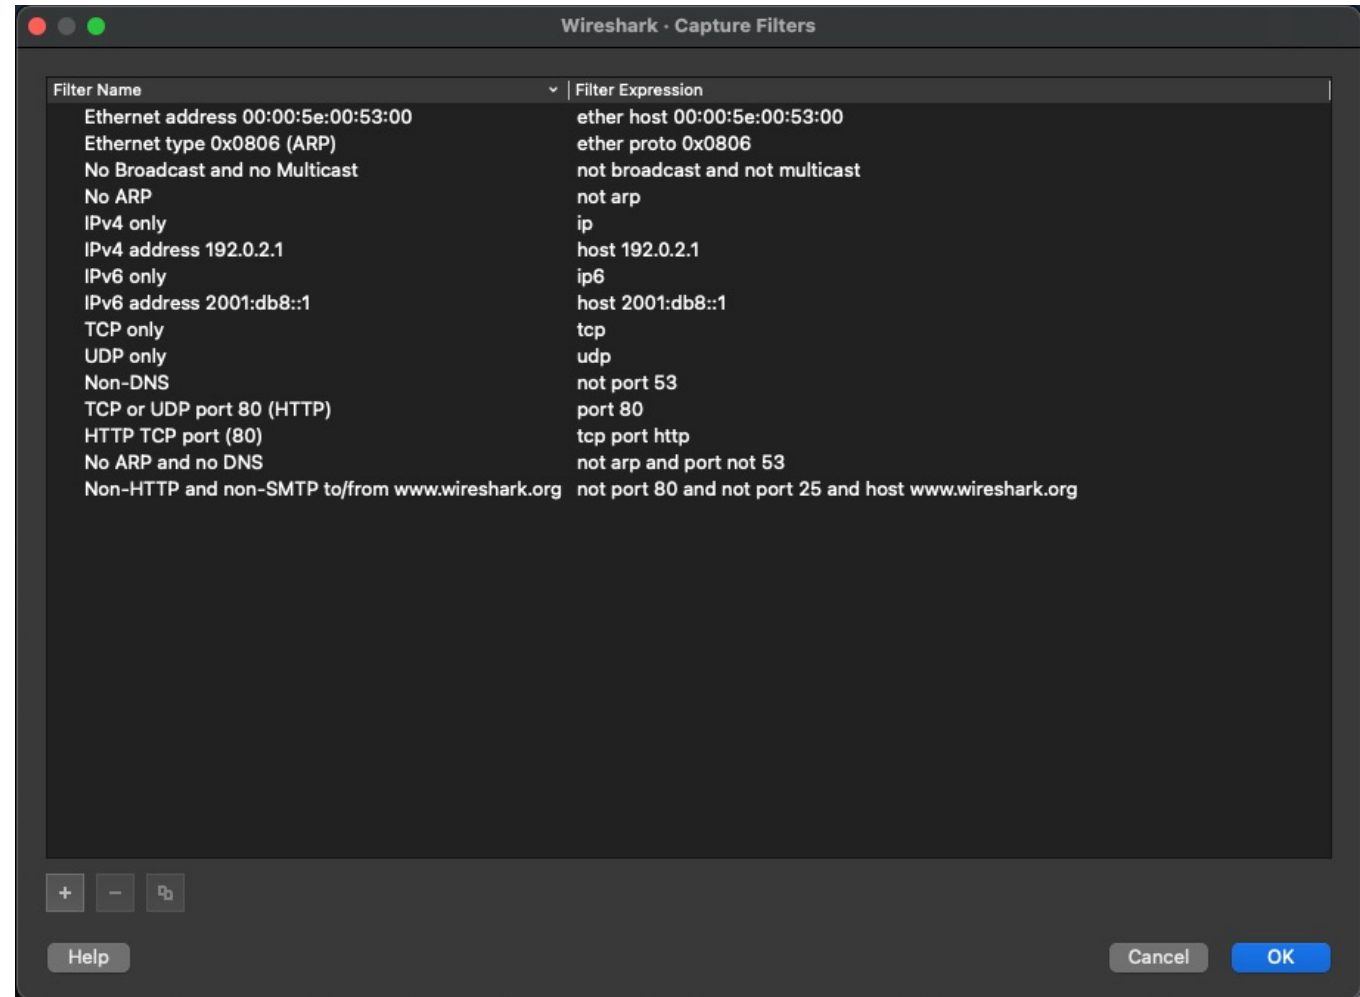 Wireshark · Capture Filters
Filter Name Filter Expression
Ethernet address 00:00:5e:00:53:00 ether host 00:00:5e:00:53:00
Ethernet type 0x0806 (ARP) ether proto 0x0806
No Broadcast and no Multicast not broadcast and not multicast
No ARP not arp
IPv4 only ip
IPv4 address 192.0.2.1 host 192.0.2.1
IPv6 only ip6
IPv6 address 2001:db8::1 host 2001:db8::1
TCP only tcp
UDP only udp
Non-DNS not port 53
TCP or UDP port 80 (HTTP) port 80
HTTP TCP port (80) tcp port http
No ARP and no DNS not arp and port not 53
Non-HTTP and non-SMTP to/from www.wireshark.org not port 80 and not port 25 and host www.wireshark.org
Help Cancel OK